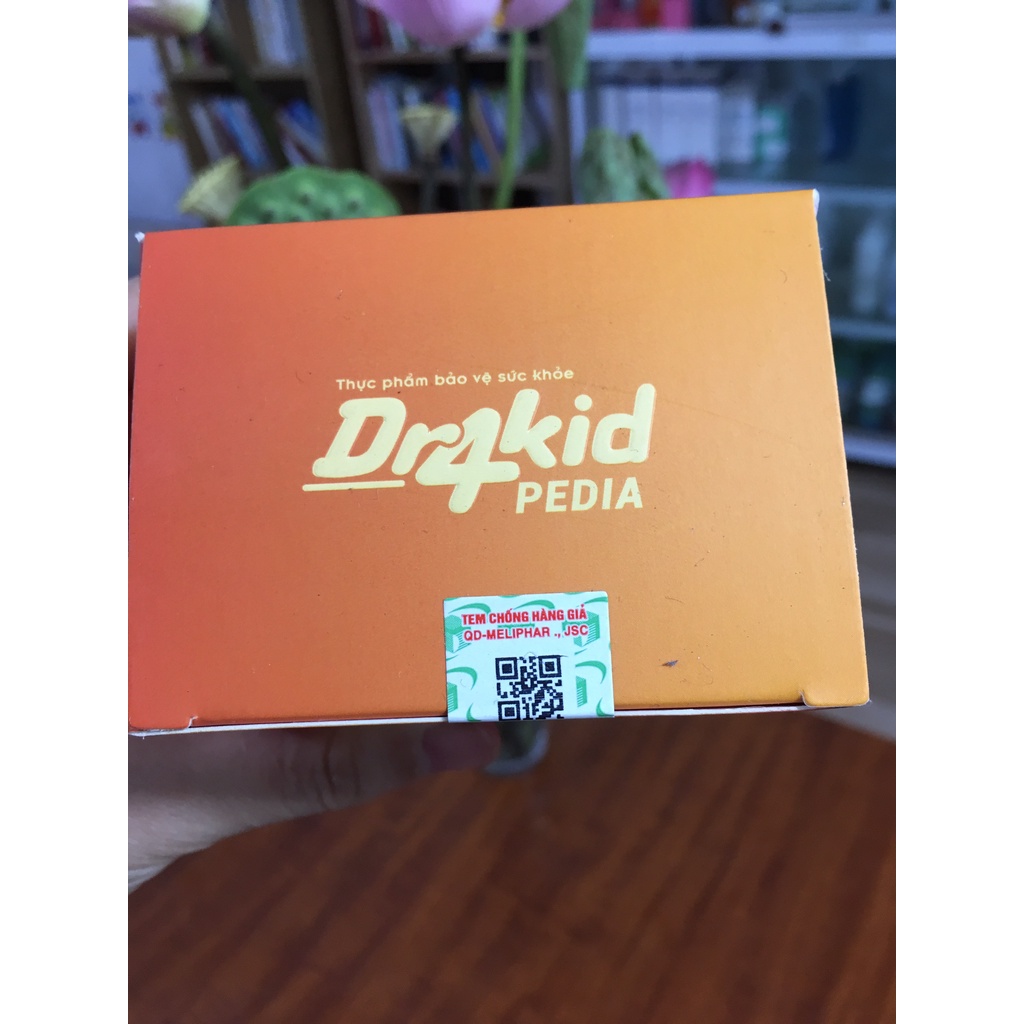 Thực phẩm bảo vệ sức khỏe
Dr4kid
PEDIA
TEM CHỐNG HÀNG GIẢ
QD-MELIPHAR ., JSC